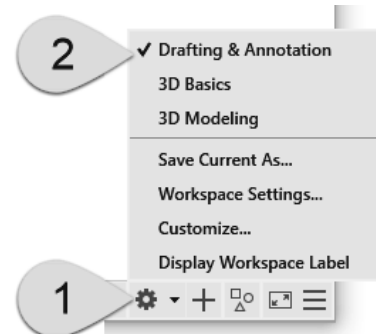 2
✓ Drafting & Annotation
3D Basics
3D Modeling
Save Current As...
Workspace Settings...
Customize...
Display Workspace Label
1